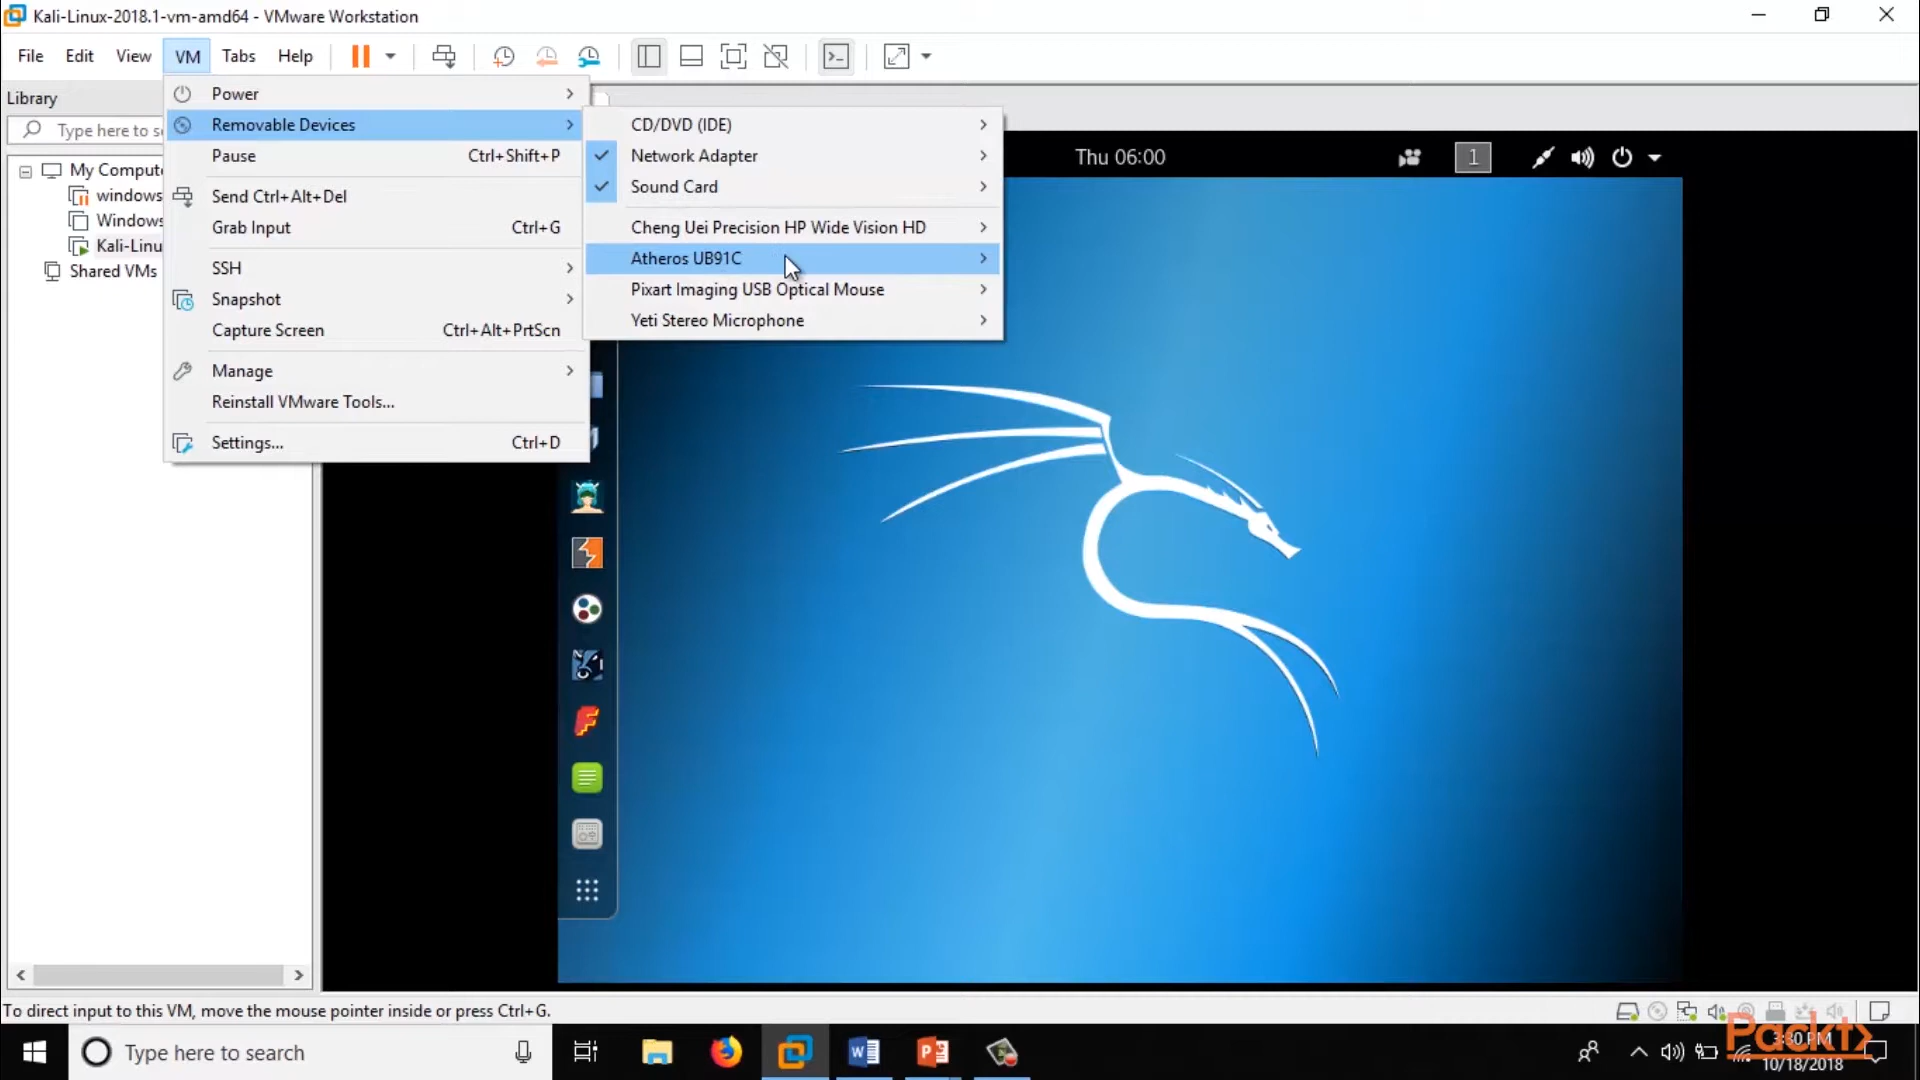 Kali-Linux-2018.1-vm-amd64 - VMware Workstation
File Edit View VM Tabs Help
Library
Type here to s
My Compute
windows
Windows
Kali-Linu
Shared VMs
Power
Removable Devices
Pause Ctrl+Shift+P
Send Ctrl+Alt+Del
Grab Input Ctrl+G
SSH
Snapshot
Capture Screen Ctrl+Alt+PrtScn
Manage
Reinstall VMware Tools...
Settings... Ctrl+D
CD/DVD (IDE)
Network Adapter
Sound Card
Cheng Uei Precision HP Wide Vision HD
Atheros UB91C
Pixart Imaging USB Optical Mouse
Yeti Stereo Microphone
Thu 06:00
1
To direct input to this VM, move the mouse pointer inside or press Ctrl+G.
Type here to search
Packt>
3:30 PM
10/18/2018